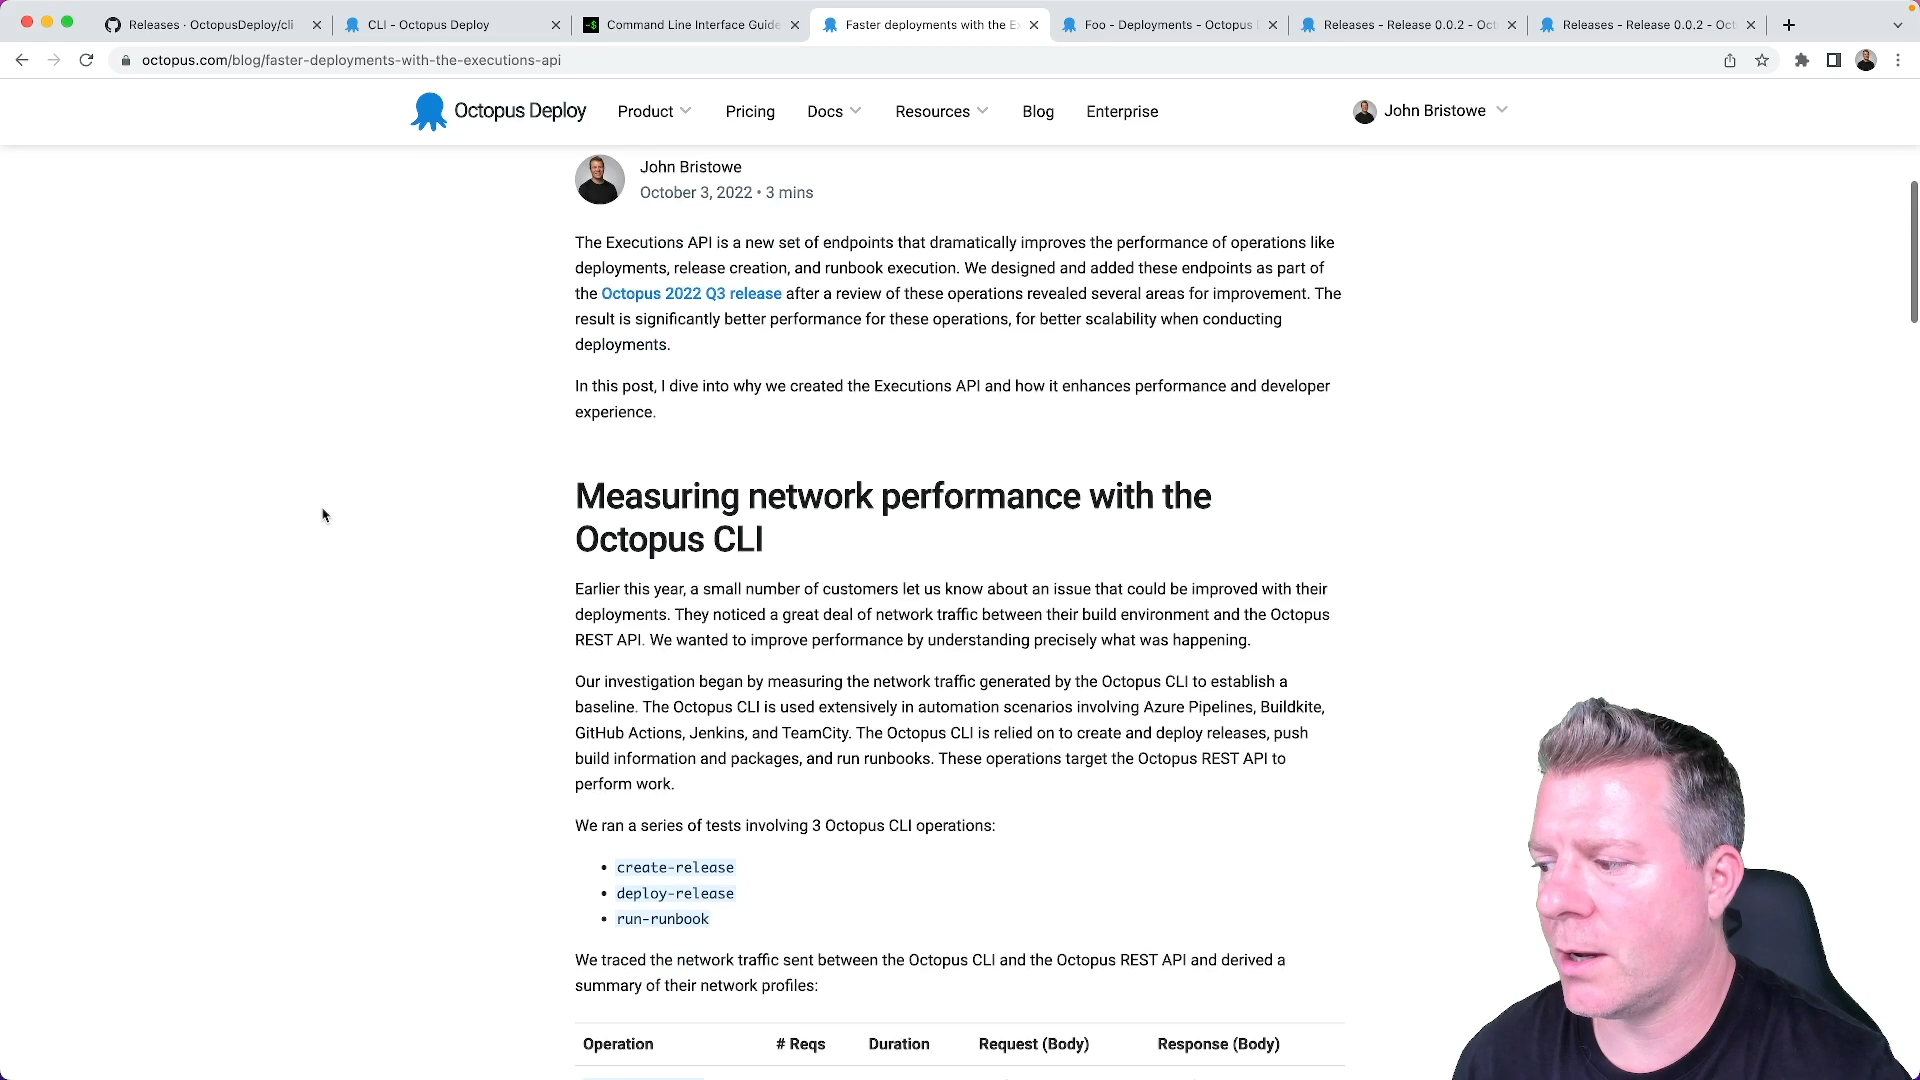 Releases · OctopusDeploy/cli
CLI - Octopus Deploy
Command Line Interface Guide
Faster deployments with the Ex
Foo - Deployments - Octopus
Releases - Release 0.0.2 - Oct
Releases - Release 0.0.2 - Oct
octopus.com/blog/faster-deployments-with-the-executions-api
Octopus Deploy
Product
Pricing
Docs
Resources
Blog
Enterprise
John Bristowe
John Bristowe
October 3, 2022 • 3 mins
The Executions API is a new set of endpoints that dramatically improves the performance of operations like
deployments, release creation, and runbook execution. We designed and added these endpoints as part of
the Octopus 2022 Q3 release after a review of these operations revealed several areas for improvement. The
result is significantly better performance for these operations, for better scalability when conducting
deployments.
In this post, I dive into why we created the Executions API and how it enhances performance and developer
experience.
Measuring network performance with the
Octopus CLI
Earlier this year, a small number of customers let us know about an issue that could be improved with their
deployments. They noticed a great deal of network traffic between their build environment and the Octopus
REST API. We wanted to improve performance by understanding precisely what was happening.
Our investigation began by measuring the network traffic generated by the Octopus CLI to establish a
baseline. The Octopus CLI is used extensively in automation scenarios involving Azure Pipelines, Buildkite,
GitHub Actions, Jenkins, and TeamCity. The Octopus CLI is relied on to create and deploy releases, push
build information and packages, and run runbooks. These operations target the Octopus REST API to
perform work.
We ran a series of tests involving 3 Octopus CLI operations:
• create-release
• deploy-release
• run-runbook
We traced the network traffic sent between the Octopus CLI and the Octopus REST API and derived a
summary of their network profiles:
Operation # Reqs Duration Request (Body) Response (Body)